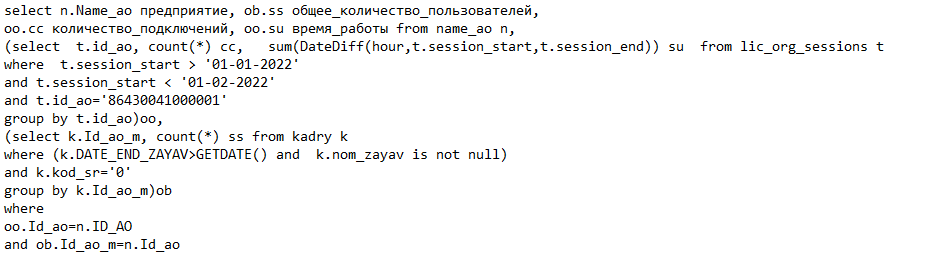 select n.Name_ao предприятие, ob.ss общее_количество_пользователей,
oo.cc количество_подключений, oo.su время_работы from name_ao n,
(select  t.id_ao, count(*) cc,   sum(DateDiff(hour,t.session_start,t.session_end)) su  from lic_org_sessions t
where  t.session_start > '01-01-2022'
and t.session_start < '01-02-2022'
and t.id_ao='86430041000001'
group by t.id_ao)oo,
(select k.Id_ao_m, count(*) ss from kadry k
where (k.DATE_END_ZAYAV>GETDATE() and  k.nom_zayav is not null)
and k.kod_sr='0'
group by k.Id_ao_m)ob
where
oo.Id_ao=n.ID_AO
and ob.Id_ao_m=n.Id_ao